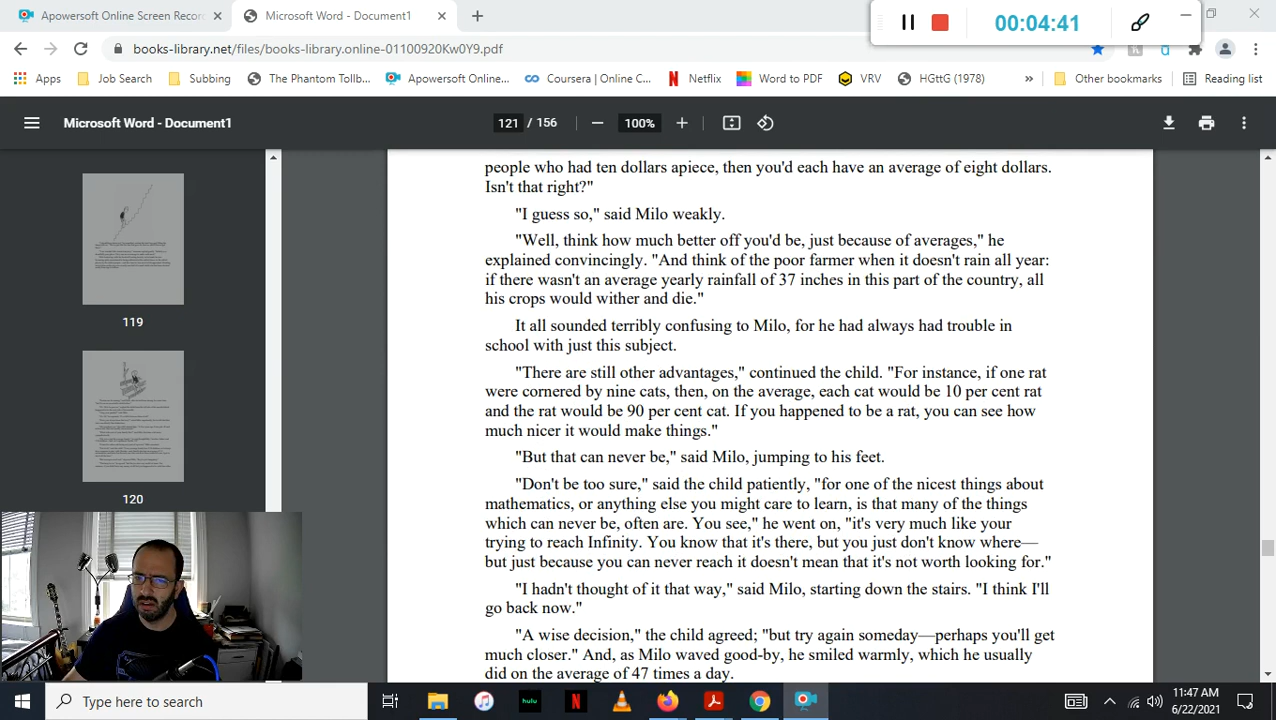 Apowersoft Online Screen Recor
Microsoft Word - Document1
00:04:41
books-library.net/files/books-library.online-01100920Kw0Y9.pdf
Apps
Job Search
Subbing
The Phantom Tollb...
Apowersoft Online...
Coursera | Online C...
Netflix
Word to PDF
VRV
HGttG (1978)
»
Other bookmarks
Reading list
Microsoft Word - Document1
121 / 156
100%
119
120
people who had ten dollars apiece, then you'd each have an average of eight dollars.
Isn't that right?"
"I guess so," said Milo weakly.
"Well, think how much better off you'd be, just because of averages," he
explained convincingly. "And think of the poor farmer when it doesn't rain all year:
if there wasn't an average yearly rainfall of 37 inches in this part of the country, all
his crops would wither and die."
It all sounded terribly confusing to Milo, for he had always had trouble in
school with just this subject.
"There are still other advantages," continued the child. "For instance, if one rat
were cornered by nine cats, then, on the average, each cat would be 10 per cent rat
and the rat would be 90 per cent cat. If you happened to be a rat, you can see how
much nicer it would make things."
"But that can never be," said Milo, jumping to his feet.
"Don't be too sure," said the child patiently, "for one of the nicest things about
mathematics, or anything else you might care to learn, is that many of the things
which can never be, often are. You see," he went on, "it's very much like your
trying to reach Infinity. You know that it's there, but you just don't know where—
but just because you can never reach it doesn't mean that it's not worth looking for."
"I hadn't thought of it that way," said Milo, starting down the stairs. "I think I'll
go back now."
"A wise decision," the child agreed; "but try again someday—perhaps you'll get
much closer." And, as Milo waved good-by, he smiled warmly, which he usually
did on the average of 47 times a day.
Type here to search
hulu
11:47 AM
6/22/2021